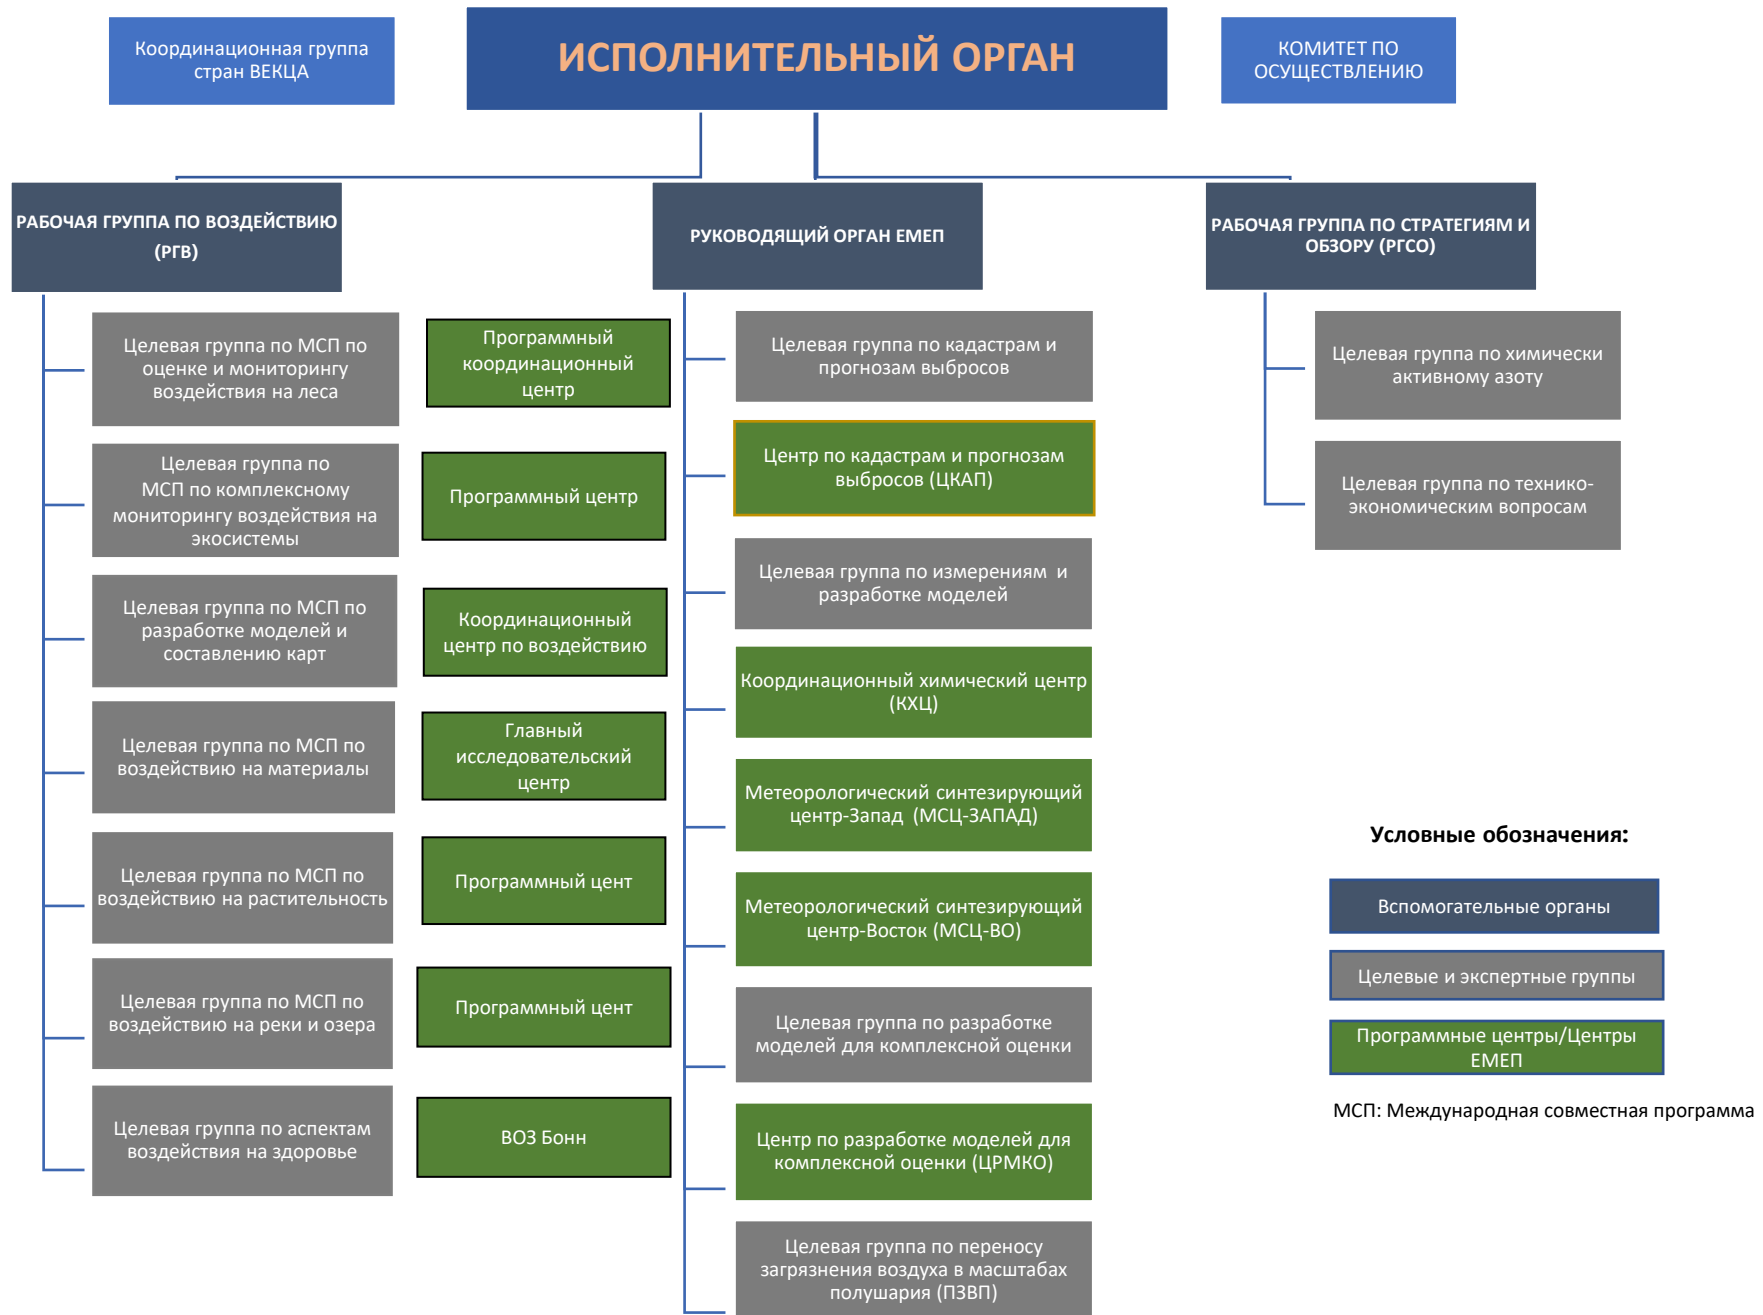 Координационная группа
стран ВЕКЦА
ИСПОЛНИТЕЛЬНЫЙ ОРГАН
КОМИТЕТ ПО
ОСУЩЕСТВЛЕНИЮ
РАБОЧАЯ ГРУППА ПО ВОЗДЕЙСТВИЮ
(РГВ)
РУКОВОДЯЩИЙ ОРГАН ЕМЕП
РАБОЧАЯ ГРУППА ПО СТРАТЕГИЯМ И
ОБЗОРУ (РГСО)
Целевая группа по МСП по
оценке и мониторингу
воздействия на леса
Программный
координационный
центр
Целевая группа по
МСП по комплексному
мониторингу воздействия на
экосистемы
Программный центр
Целевая группа по МСП по
разработке моделей и
составлению карт
Координационный
центр по воздействию
Целевая группа по МСП по
воздействию на материалы
Главный
исследовательский
центр
Целевая группа по МСП по
воздействию на растительность
Программный цент
Целевая группа по МСП по
воздействию на реки и озера
Программный цент
Целевая группа по аспектам
воздействия на здоровье
ВОЗ Бонн
Целевая группа по кадастрам и
прогнозам выбросов
Центр по кадастрам и прогнозам
выбросов (ЦКАП)
Целевая группа по измерениям и
разработке моделей
Координационный химический центр
(КХЦ)
Метеорологический синтезирующий
центр-Запад (МСЦ-ЗАПАД)
Метеорологический синтезирующий
центр-Восток (МСЦ-ВО)
Целевая группа по разработке
моделей для комплексной оценки
Центр по разработке моделей для
комплексной оценки (ЦРМКО)
Целевая группа по переносу
загрязнения воздуха в масштабах
полушария (ПЗВП)
Целевая группа по химически
активному азоту
Целевая группа по технико-
экономическим вопросам
Условные обозначения:
Вспомогательные органы
Целевые и экспертные группы
Программные центры/Центры
ЕМЕП
МСП: Международная совместная программа